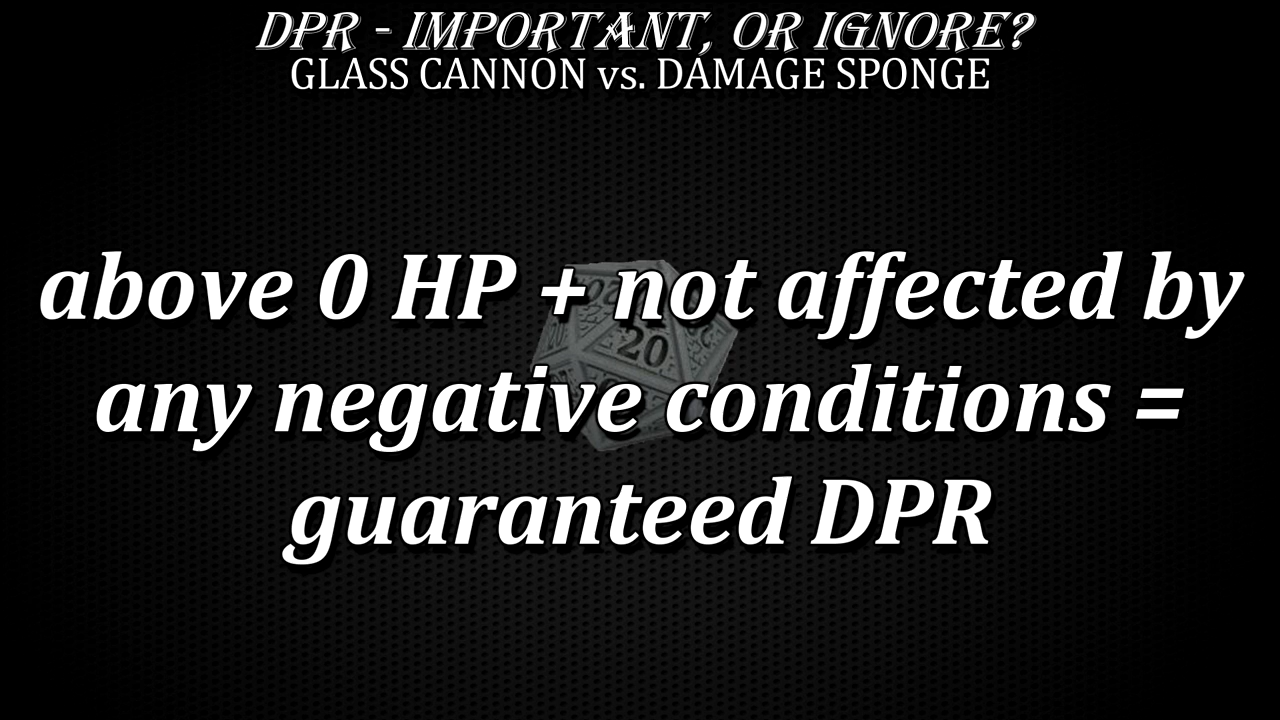 DPR - IMPORTANT, OR IGNORE?
GLASS CANNON vs. DAMAGE SPONGE
above 0 HP + not affected by
any negative conditions =
guaranteed DPR
20